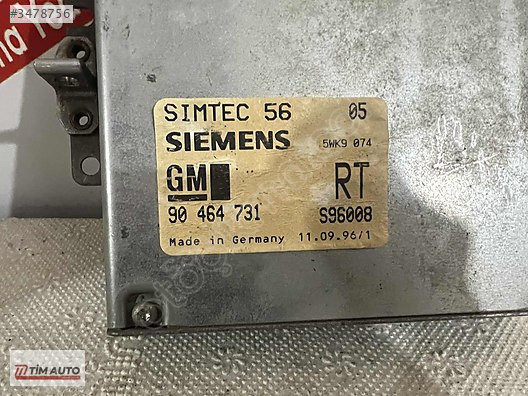 #3478756
SIMTEC 56 05
SIEMENS 5WK9 074
GM RT
90 464 731 S96008
Made in Germany 11.09.96/1
TİM AUTO